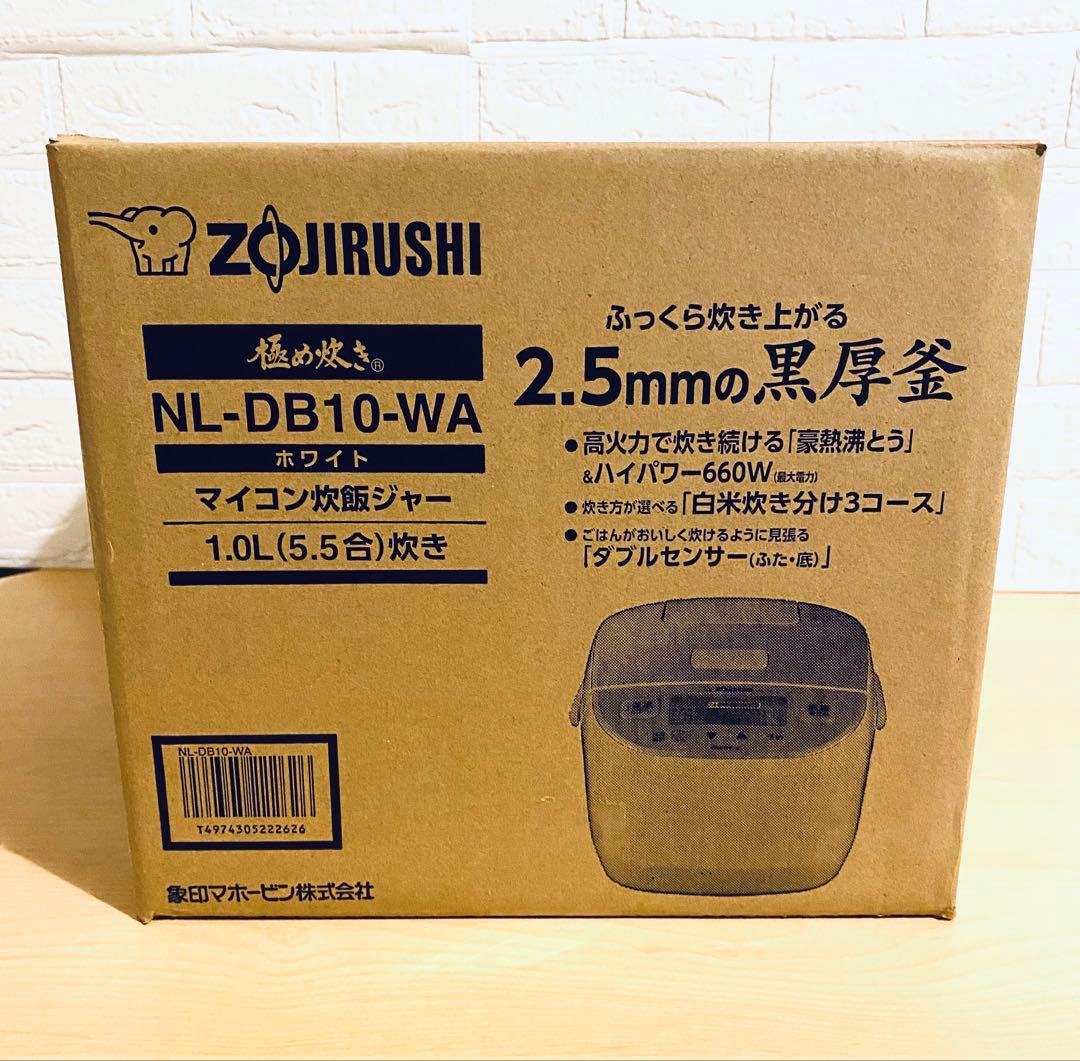 ZOJIRUSHI
極め炊き®
NL-DB10-WA
ホワイト
マイコン炊飯ジャー
1.0L(5.5合)炊き
ふっくら炊き上がる
2.5mmの黒厚釜
●高火力で炊き続ける「豪熱沸とう」
&ハイパワー660W(最大電力)
●炊き方が選べる「白米炊き分け3コース」
●ごはんがおいしく炊けるように見張る
「ダブルセンサー(ふた・底)」
ZOJIRUSHI
NL-DB10-WA
T4974305222626
象印マホービン株式会社